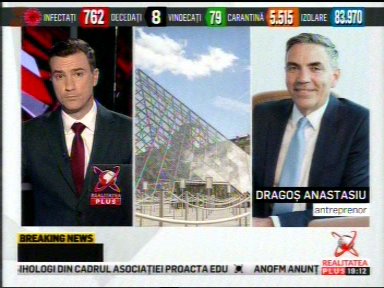 INFECTAȚI 762 DECEDAȚI 8 VINDECAȚI 79 CARANTINĂ 5.515 IZOLARE 83.970
REALITATEA
PLUS
DRAGOȘ ANASTASIU
antreprenor
BREAKING NEWS
IHOLOGI DIN CADRUL ASOCIAȚIEI PROACTA EDU
ANOFM ANUNȚ
REALITATEA
PLUS 19:12